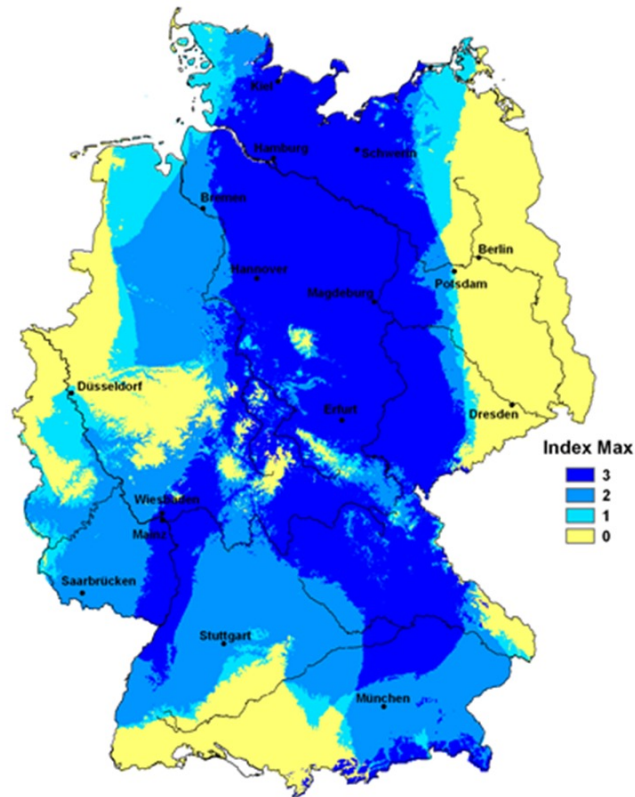 Kiel
Hamburg
Schwerin
Bremen
Berlin
Hannover
Potsdam
Magdeburg
Düsseldorf
Dresden
Erfurt
Index Max
3
2
1
0
Wiesbaden
Mainz
Saarbrücken
Stuttgart
München